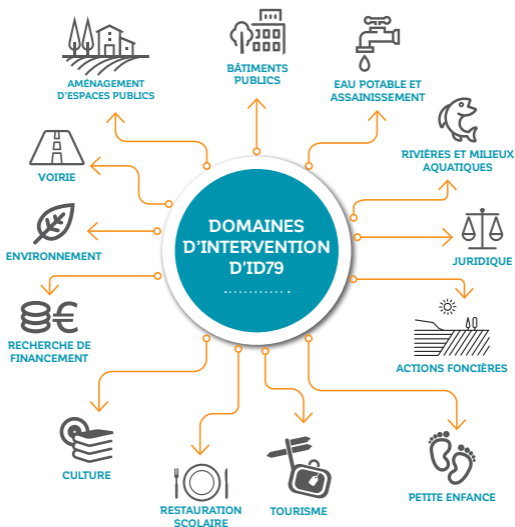 BÂTIMENTS
PUBLICS
AMÉNAGEMENT
D'ESPACES PUBLICS
EAU POTABLE ET
ASSAINISSEMENT
RIVIÈRES ET MILIEUX
AQUATIQUES
VOIRIE
DOMAINES
D'INTERVENTION
D'ID79
ENVIRONNEMENT
JURIDIQUE
RECHERCHE DE
FINANCEMENT
ACTIONS FONCIÈRES
CULTURE
RESTAURATION
SCOLAIRE
TOURISME
PETITE ENFANCE